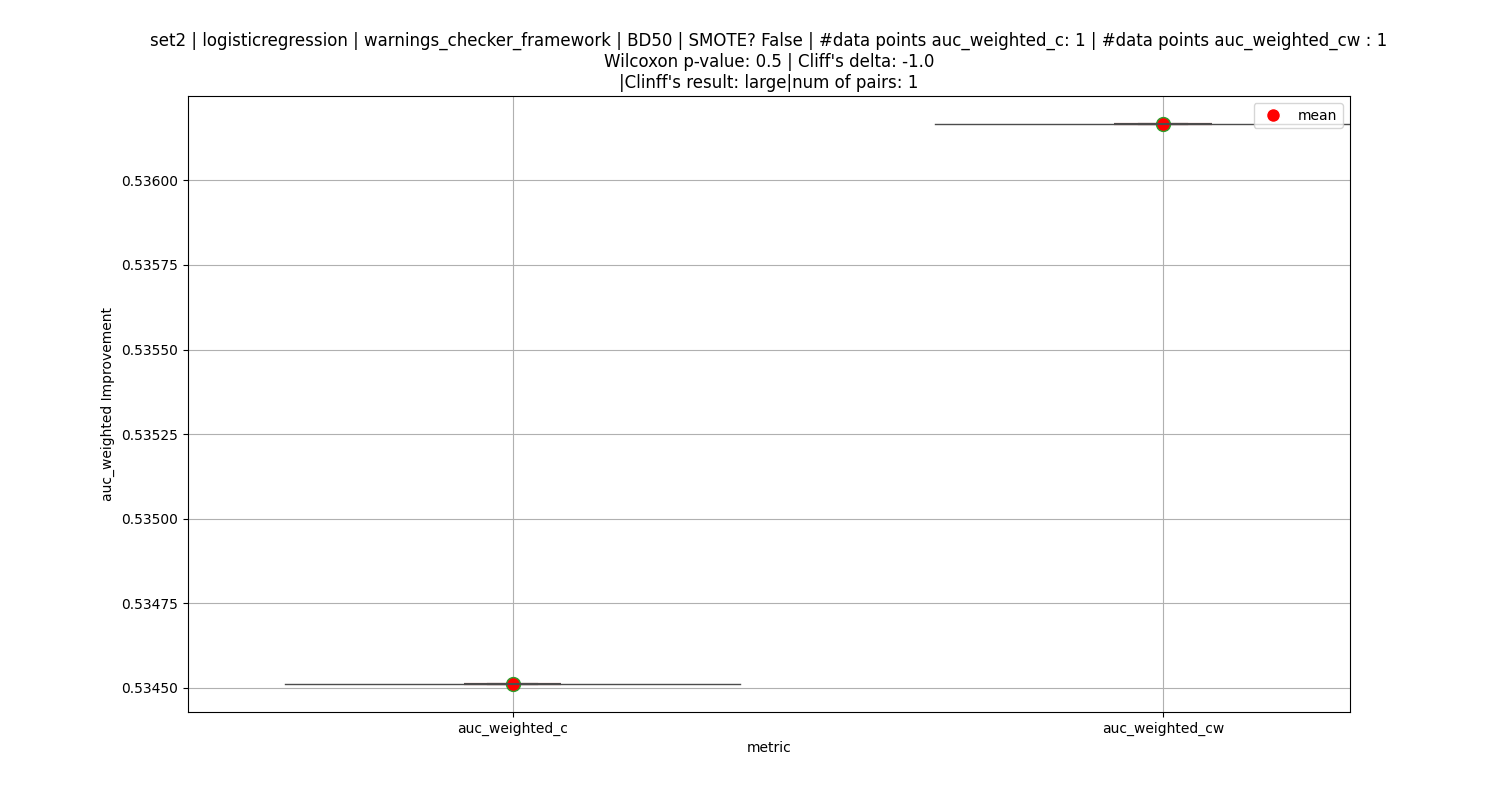 set2 | logisticregression | warnings_checker_framework | BD50 | SMOTE? False | #data points auc_weighted_c: 1 | #data points auc_weighted_cw : 1
Wilcoxon p-value: 0.5 | Cliff's delta: -1.0
|Clinff's result: large|num of pairs: 1
mean
0.53600
0.53575
0.53550
0.53525
0.53500
0.53475
0.53450
auc_weighted Improvement
auc_weighted_c
auc_weighted_cw
metric